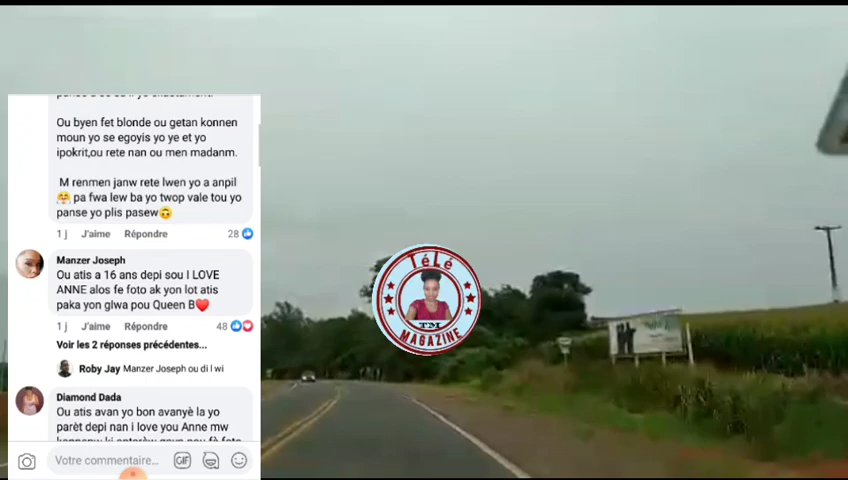 Ou byen fet blonde ou getan konnen
moun yo se egoyis yo ye et yo
ipokrit,ou rete nan ou men madanm.
M renmen janw rete lwen yo a anpil
😤 pa fwa lew ba yo twop vale tou yo
panse yo plis pasew🙃
1 j J'aime Répondre 28
Manzer Joseph
Ou atis a 16 ans depi sou I LOVE
ANNE alos fe foto ak yon lot atis
paka yon glwa pou Queen B❤️
1 j J'aime Répondre 48
Voir les 2 réponses précédentes...
Roby Jay Manzer Joseph ou di l wi
Diamond Dada
Ou atis avan yo bon avanyè la yo
parèt depi nan i love you Anne mw
Votre commentaire...
GIF
TéLé
TM
MAGAZINE